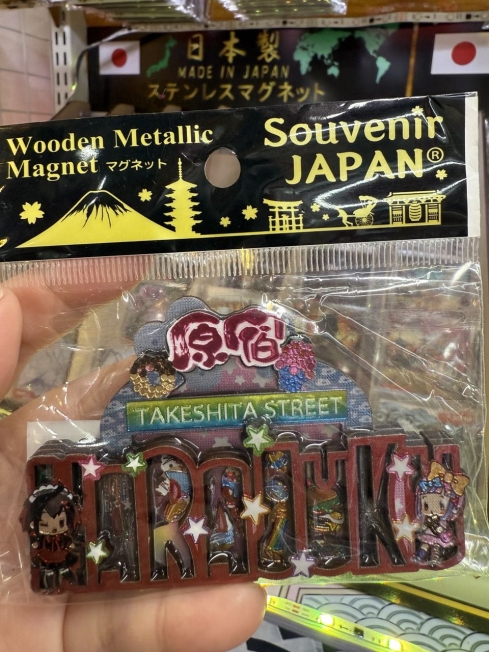 日本製
MADE IN JAPAN
ステンレスマグネット
Wooden Metallic
Magnet マグネット
Souvenir
JAPAN®
原宿
TAKESHITA STREET
HARAJUKU